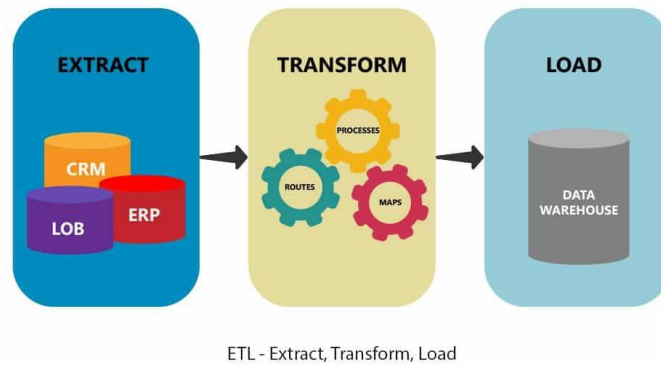 EXTRACT
CRM
LOB
ERP
TRANSFORM
PROCESSES
ROUTES
MAPS
LOAD
DATA
WAREHOUSE
ETL - Extract, Transform, Load